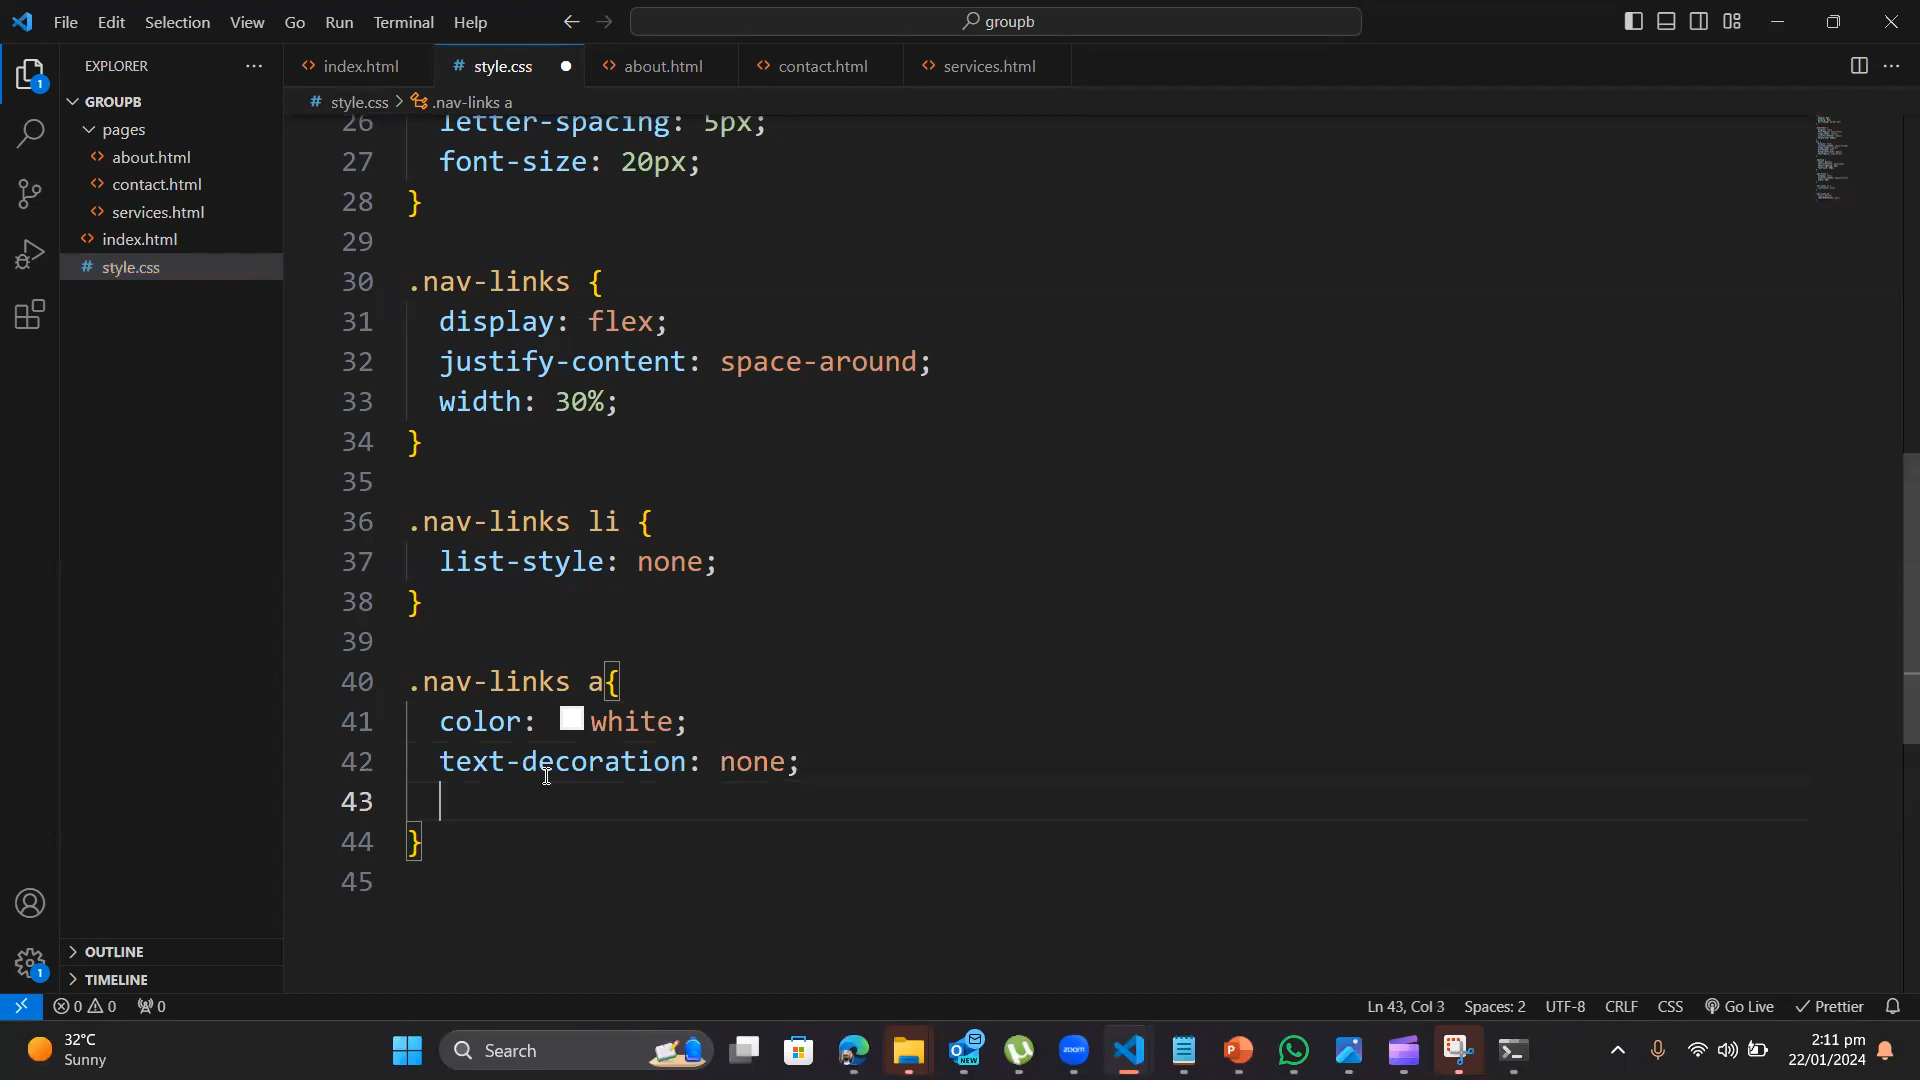 File Edit Selection View Go Run Terminal Help
groupb
EXPLORER
index.html
style.css
about.html
contact.html
services.html
style.css > .nav-links a
GROUPB
pages
about.html
contact.html
services.html
index.html
style.css
26 letter-spacing: 5px;
27 font-size: 20px;
28 }
29
30 .nav-links {
31 display: flex;
32 justify-content: space-around;
33 width: 30%;
34 }
35
36 .nav-links li {
37 list-style: none;
38 }
39
40 .nav-links a{
41 color: white;
42 text-decoration: none;
43
44 }
45
1
1
OUTLINE
TIMELINE
0 0 0
Ln 43, Col 3 Spaces: 2 UTF-8 CRLF CSS Go Live Prettier
32°C
Sunny
Search
NEW
zoom
2:11 pm
22/01/2024